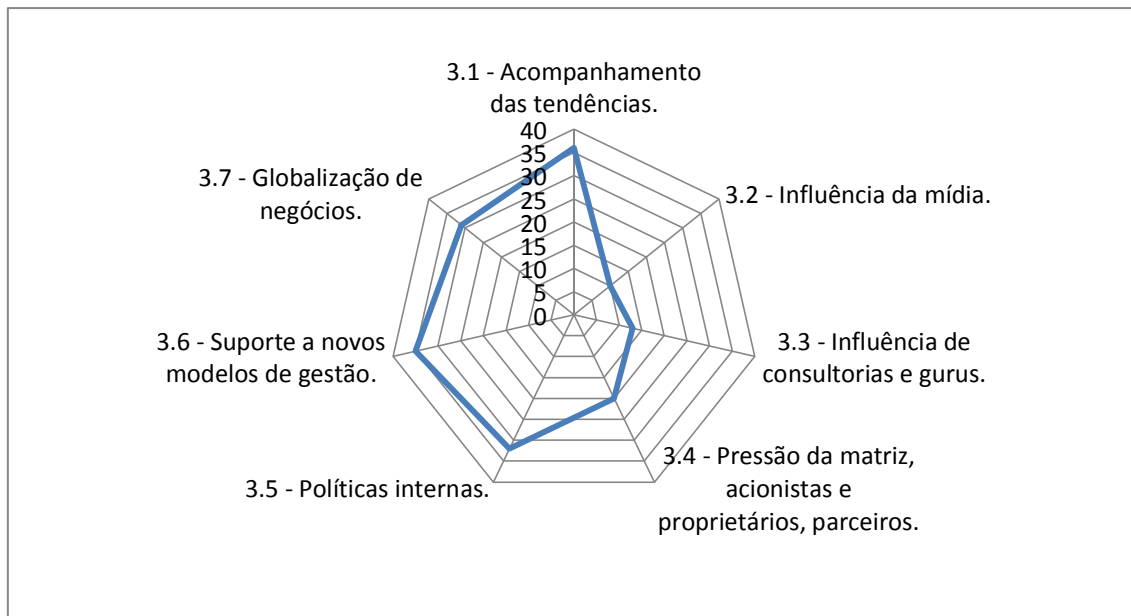 3.1 - Acompanhamento
das tendências.
40
35
30
25
20
15
10
5
0
3.2 - Influência da mídia.
3.3 - Influência de
consultorias e gurus.
3.4 - Pressão da matriz,
acionistas e
proprietários, parceiros.
3.5 - Políticas internas.
3.6 - Suporte a novos
modelos de gestão.
3.7 - Globalização de
negócios.